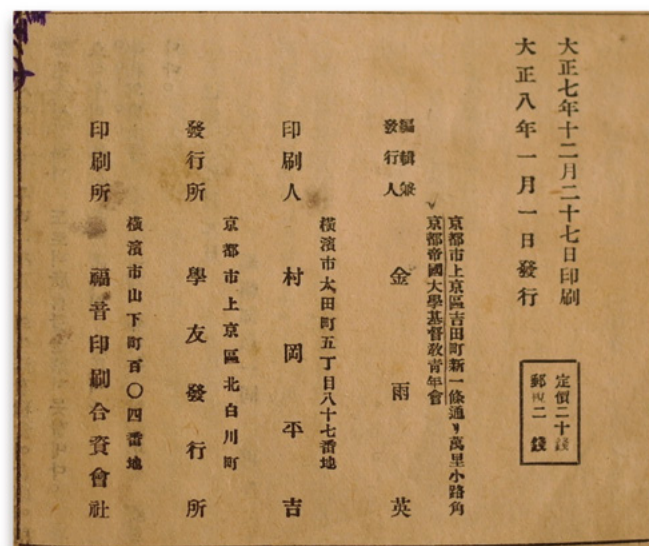 大正七年十二月二十七日印刷
大正八年一月一日發行
定價二十錢
郵稅二錢
京都市上京區吉田町新一條通リ萬里小路角
京都帝國大學基督敎青年會
編輯兼
發行人
金雨英
橫濱市太田町五丁目八十七番地
印刷人 村岡平吉
京都市上京區北白川町
發行所 學友發行所
橫濱市山下町百〇四番地
印刷所 福音印刷合資會社